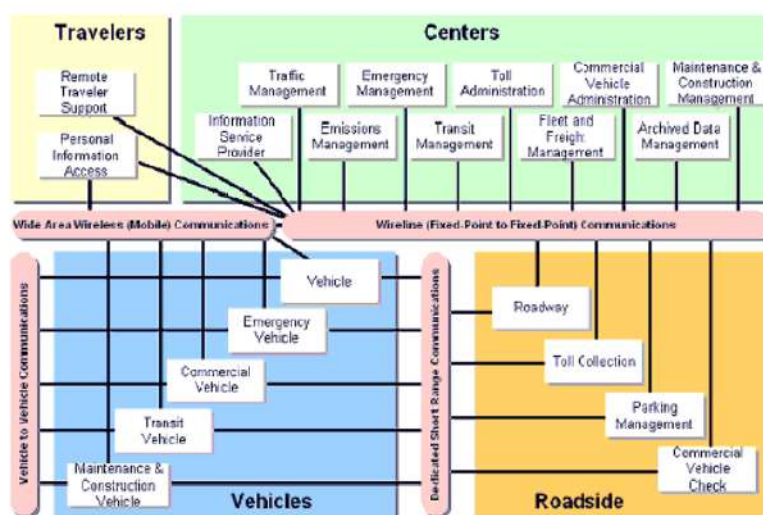 Travelers
Centers
Remote
Traveler
Support
Personal
Information
Access
Traffic
Management
Emergency
Management
Toll
Administration
Commercial
Vehicle
Administration
Maintenance &
Construction
Management
Information
Service
Provider
Emissions
Management
Transit
Management
Fleet and
Freight
Management
Archived Data
Management
Wide Area Wireless (Mobile) Communications
Wireline (Fixed-Point to Fixed-Point) Communications
Vehicle to Vehicle Communications
Vehicle
Emergency
Vehicle
Commercial
Vehicle
Transit
Vehicle
Maintenance &
Construction
Vehicle
Vehicles
Dedicated Short Range Communications
Roadway
Toll Collection
Parking
Management
Commercial
Vehicle
Check
Roadside